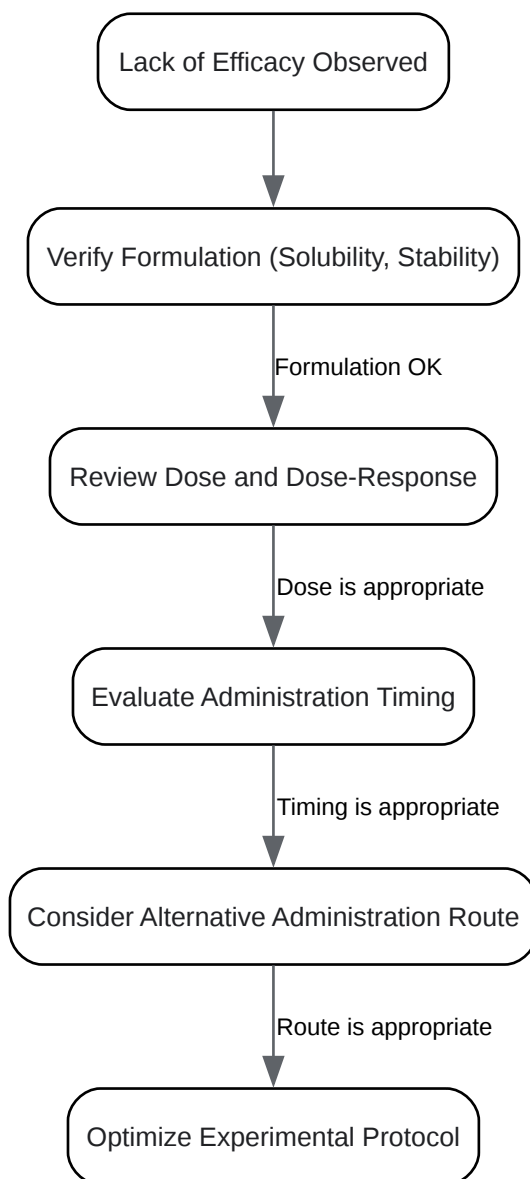 Lack of Efficacy Observed
Verify Formulation (Solubility, Stability)
Formulation OK
Review Dose and Dose-Response
Dose is appropriate
Evaluate Administration Timing
Timing is appropriate
Consider Alternative Administration Route
Route is appropriate
Optimize Experimental Protocol